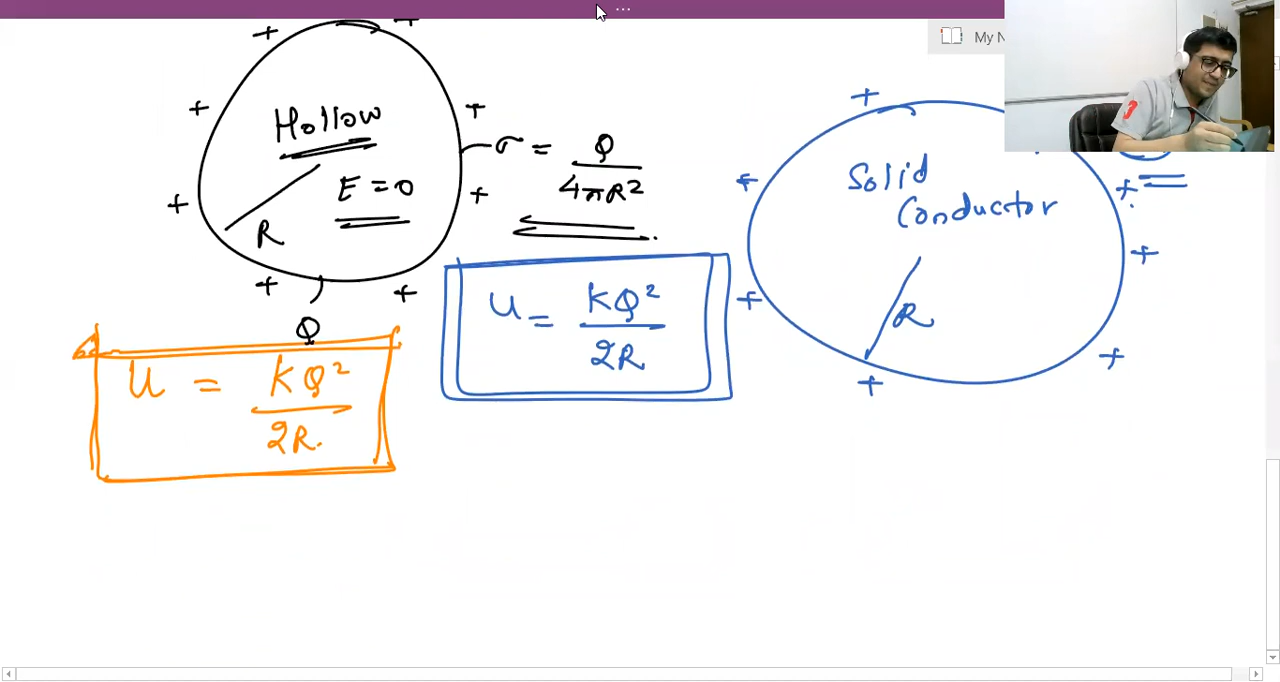 My N
Hollow
E = 0
R
σ = Q / 4πR²
Q
U = KQ² / 2R
U = KQ² / 2R
Solid
Conductor
R